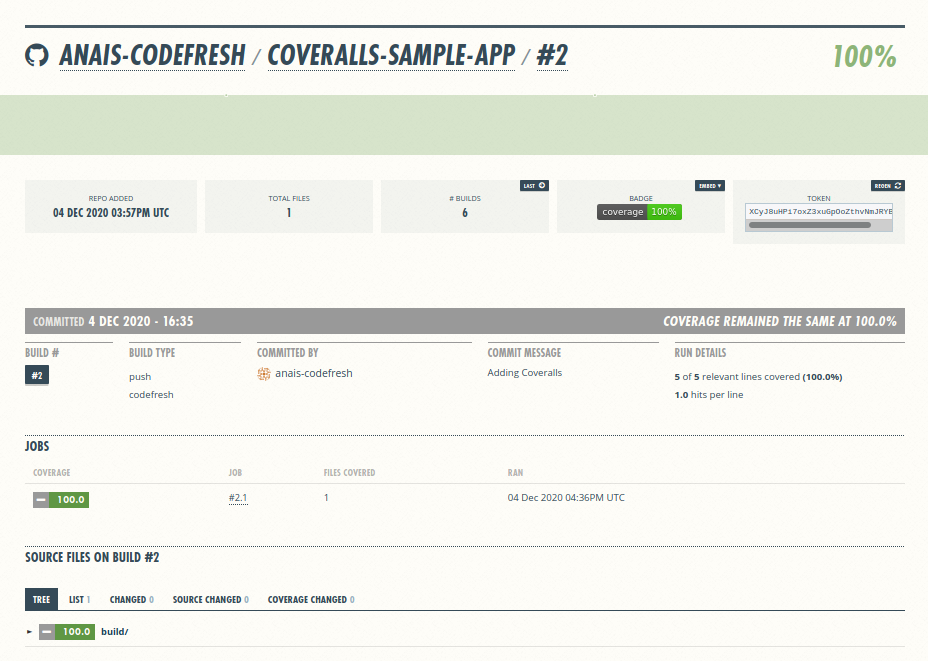 ANAIS-CODEFRESH / COVERALLS-SAMPLE-APP / #2 100%
LAST EMBED ▾ REGEN
REPO ADDED TOTAL FILES # BUILDS BADGE TOKEN
04 DEC 2020 03:57PM UTC 1 6 coverage 100% XCyJ8uHPi7oxZ3xuGpOoZthvNmJRYE
COMMITTED 4 DEC 2020 - 16:35 COVERAGE REMAINED THE SAME AT 100.0%
BUILD # BUILD TYPE COMMITTED BY COMMIT MESSAGE RUN DETAILS
#2 push anais-codefresh Adding Coveralls 5 of 5 relevant lines covered (100.0%)
codefresh 1.0 hits per line
JOBS
COVERAGE JOB FILES COVERED RAN
100.0 #2.1 1 04 Dec 2020 04:36PM UTC
SOURCE FILES ON BUILD #2
TREE LIST 1 CHANGED 0 SOURCE CHANGED 0 COVERAGE CHANGED 0
► 100.0 build/